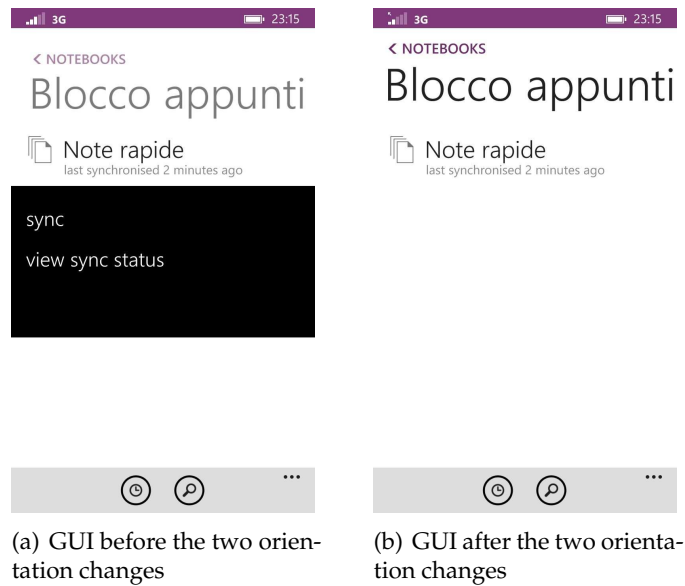 3G 23:15
< NOTEBOOKS
Blocco appunti
Note rapide
last synchronised 2 minutes ago
sync
view sync status
(a) GUI before the two orien-
tation changes
3G 23:15
< NOTEBOOKS
Blocco appunti
Note rapide
last synchronised 2 minutes ago
(b) GUI after the two orienta-
tion changes